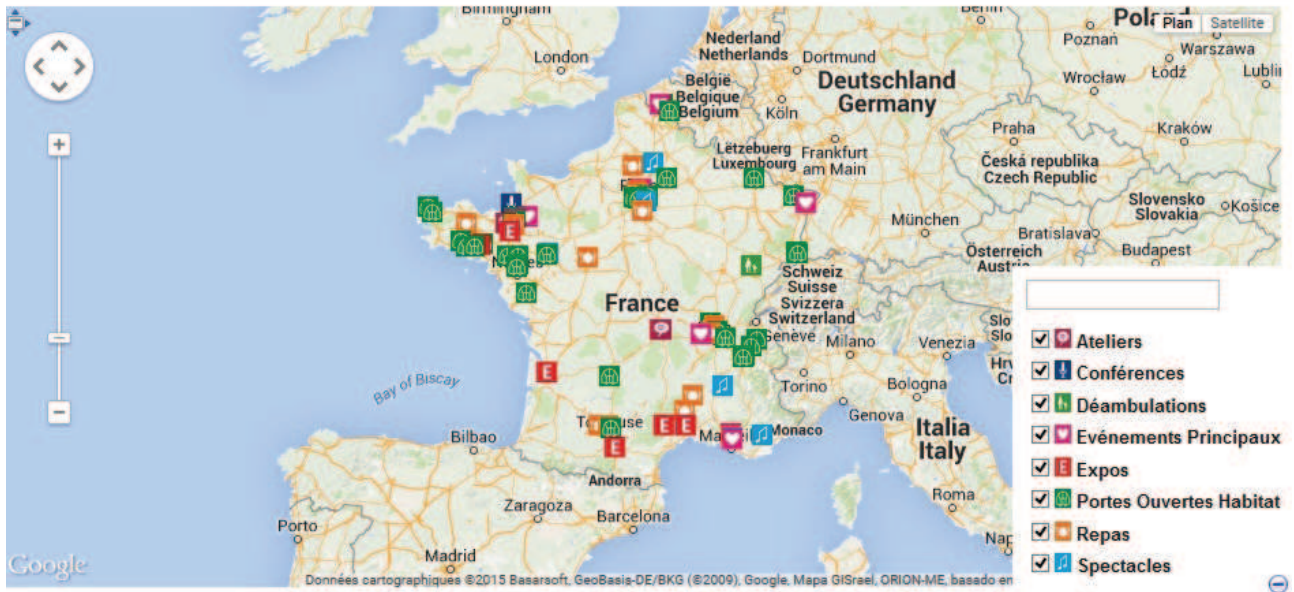 Birmingham
Berlin
Poland
Plan
Satellite
Poznań
Warszawa
London
Nederland
Netherlands
Dortmund
Wrocław
Łódź
België
Belgique
Belgium
Köln
Deutschland
Germany
Praha
Kraków
Lëtzebuerg
Luxembourg
Frankfurt
am Main
Česká republika
Czech Republic
Slovensko
Slovakia
Košice
München
Bratislava
Österreich
Budapest
Schweiz
Suisse
Svizzera
Switzerland
France
Genève
Milano
Venezia
Bay of Biscay
Torino
Bologna
Genova
Monaco
Italia
Italy
Bilbao
Andorra
Zaragoza
Barcelona
Roma
Porto
Madrid
E
E
E
E
E
Ateliers
Conférences
Déambulations
Evénements Principaux
E Expos
Portes Ouvertes Habitat
Repas
Spectacles
Google
Données cartographiques ©2015 Basarsoft, GeoBasis-DE/BKG (©2009), Google, Mapa GISrael, ORION-ME, basado en